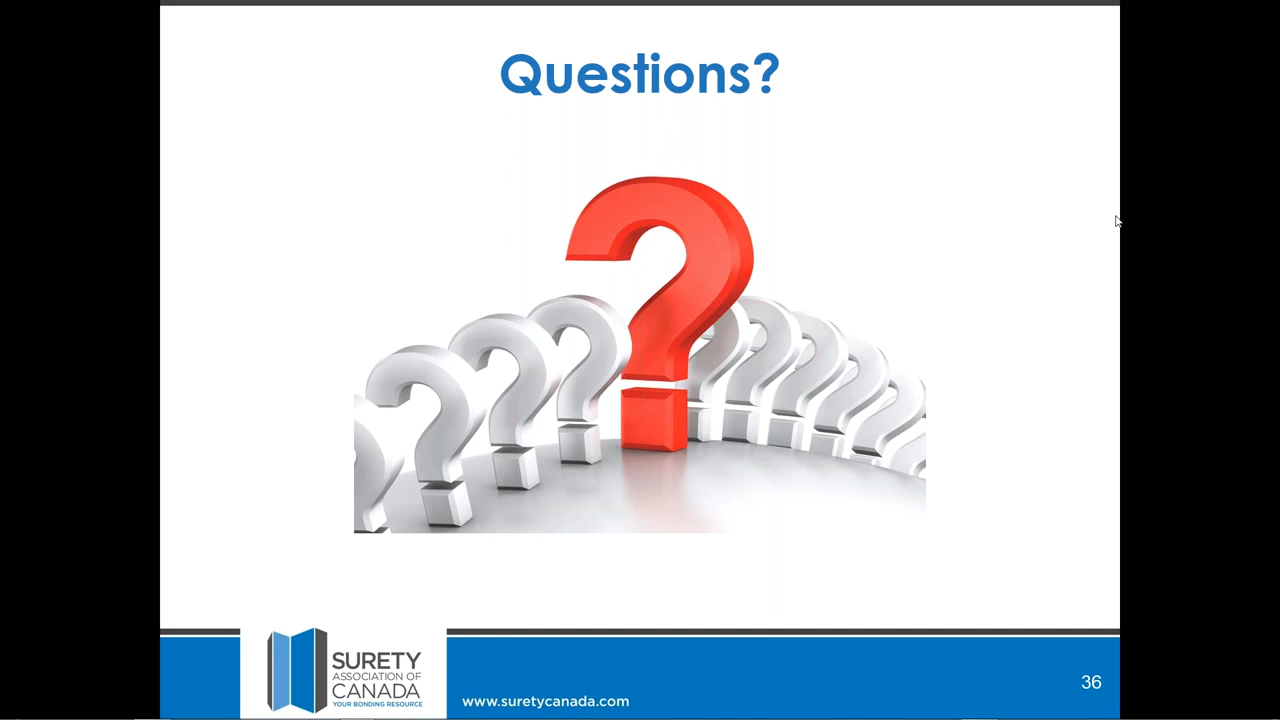 Questions?
SURETY
ASSOCIATION OF
CANADA
YOUR BONDING RESOURCE
www.suretycanada.com
36